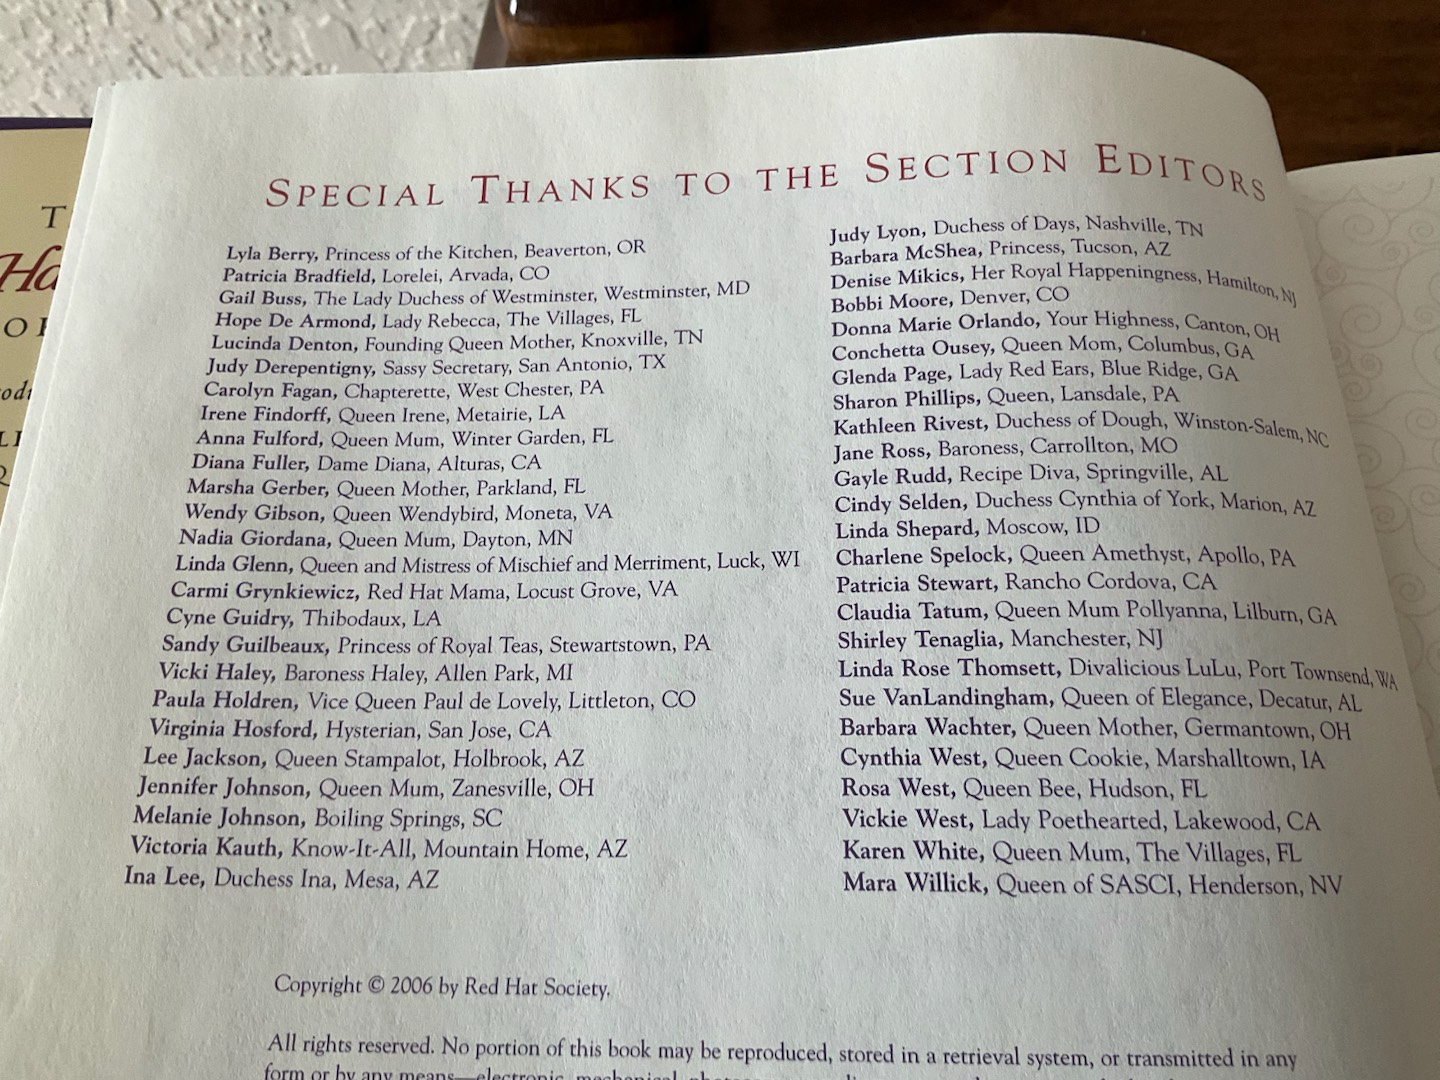 SPECIAL THANKS TO THE SECTION EDITORS
Lyla Berry, Princess of the Kitchen, Beaverton, OR
Patricia Bradfield, Lorelei, Arvada, CO
Gail Buss, The Lady Duchess of Westminster, Westminster, MD
Hope De Armond, Lady Rebecca, The Villages, FL
Lucinda Denton, Founding Queen Mother, Knoxville, TN
Judy Derepentigny, Sassy Secretary, San Antonio, TX
Carolyn Fagan, Chapterette, West Chester, PA
Irene Findorff, Queen Irene, Metairie, LA
Anna Fulford, Queen Mum, Winter Garden, FL
Diana Fuller, Dame Diana, Alturas, CA
Marsha Gerber, Queen Mother, Parkland, FL
Wendy Gibson, Queen Wendybird, Moneta, VA
Nadia Giordana, Queen Mum, Dayton, MN
Linda Glenn, Queen and Mistress of Mischief and Merriment, Luck, WI
Carmi Grynkiewicz, Red Hat Mama, Locust Grove, VA
Cyne Guidry, Thibodaux, LA
Sandy Guilbeaux, Princess of Royal Teas, Stewartstown, PA
Vicki Haley, Baroness Haley, Allen Park, MI
Paula Holdren, Vice Queen Paul de Lovely, Littleton, CO
Virginia Hosford, Hysterian, San Jose, CA
Lee Jackson, Queen Stampalot, Holbrook, AZ
Jennifer Johnson, Queen Mum, Zanesville, OH
Melanie Johnson, Boiling Springs, SC
Victoria Kauth, Know-It-All, Mountain Home, AZ
Ina Lee, Duchess Ina, Mesa, AZ
Judy Lyon, Duchess of Days, Nashville, TN
Barbara McShea, Princess, Tucson, AZ
Denise Mikics, Her Royal Happeningness, Hamilton, NJ
Bobbi Moore, Denver, CO
Donna Marie Orlando, Your Highness, Canton, OH
Conchetta Ousey, Queen Mom, Columbus, GA
Glenda Page, Lady Red Ears, Blue Ridge, GA
Sharon Phillips, Queen, Lansdale, PA
Kathleen Rivest, Duchess of Dough, Winston-Salem, NC
Jane Ross, Baroness, Carrollton, MO
Gayle Rudd, Recipe Diva, Springville, AL
Cindy Selden, Duchess Cynthia of York, Marion, AZ
Linda Shepard, Moscow, ID
Charlene Spelock, Queen Amethyst, Apollo, PA
Patricia Stewart, Rancho Cordova, CA
Claudia Tatum, Queen Mum Pollyanna, Lilburn, GA
Shirley Tenaglia, Manchester, NJ
Linda Rose Thomsett, Divalicious LuLu, Port Townsend, WA
Sue VanLandingham, Queen of Elegance, Decatur, AL
Barbara Wachter, Queen Mother, Germantown, OH
Cynthia West, Queen Cookie, Marshalltown, IA
Rosa West, Queen Bee, Hudson, FL
Vickie West, Lady Poethearted, Lakewood, CA
Karen White, Queen Mum, The Villages, FL
Mara Willick, Queen of SASCI, Henderson, NV
Copyright © 2006 by Red Hat Society.
All rights reserved. No portion of this book may be reproduced, stored in a retrieval system, or transmitted in any
form or by any means—electronic, mechanical,